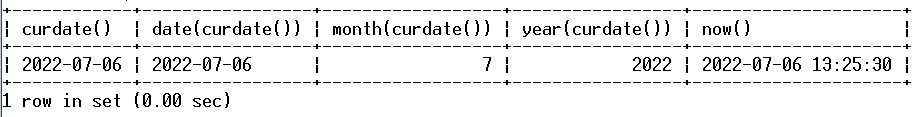 | curdate() | date(curdate()) | month(curdate()) | year(curdate()) | now() |
| 2022-07-06 | 2022-07-06 | 7 | 2022 | 2022-07-06 13:25:30 |
1 row in set (0.00 sec)